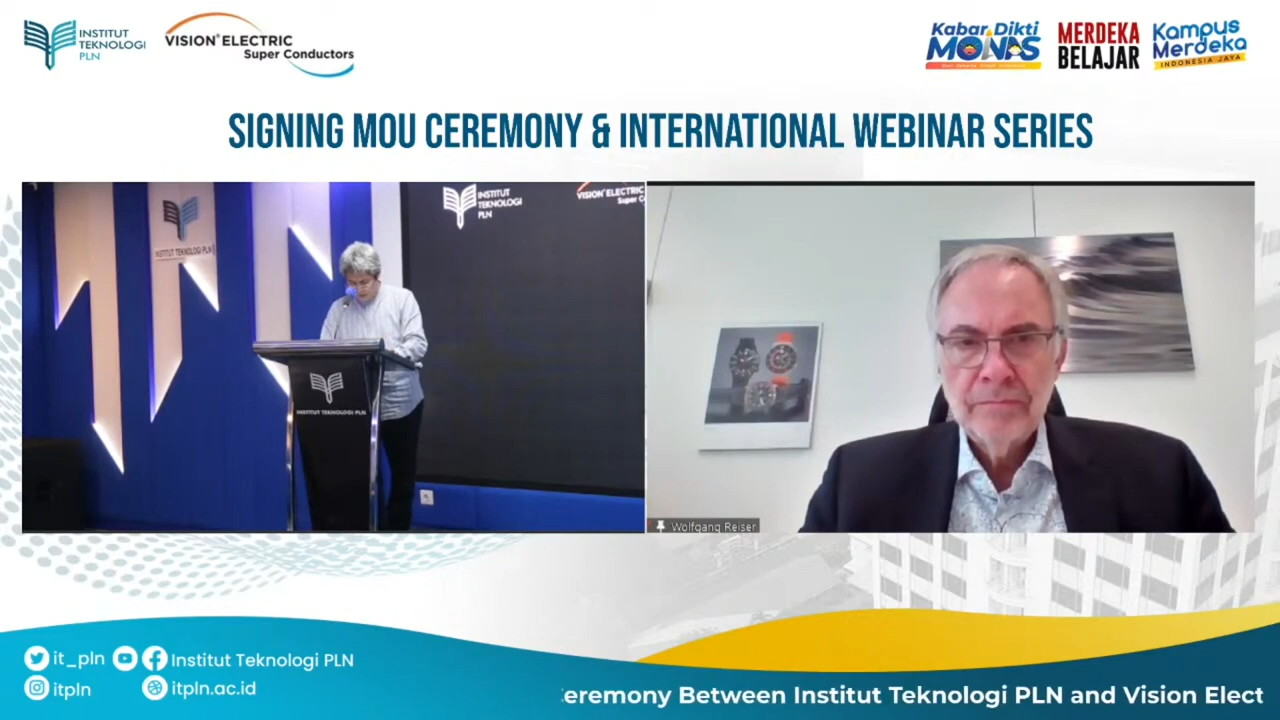 INSTITUT
TEKNOLOGI
PLN
VISION ELECTRIC
Super Conductors
Kabar Dikti
MONAS
MERDEKA
BELAJAR
Kampus
Merdeka
INDONESIA JAYA
SIGNING MOU CEREMONY & INTERNATIONAL WEBINAR SERIES
INSTITUT TEKNOLOGI PLN
INSTITUT
TEKNOLOGI
PLN
VISION ELECTRIC
Super Co
INSTITUT TEKNOLOGI PLN
Wolfgang Reiser
it_pln
Institut Teknologi PLN
itpln
itpln.ac.id
eremony Between Institut Teknologi PLN and Vision Elect